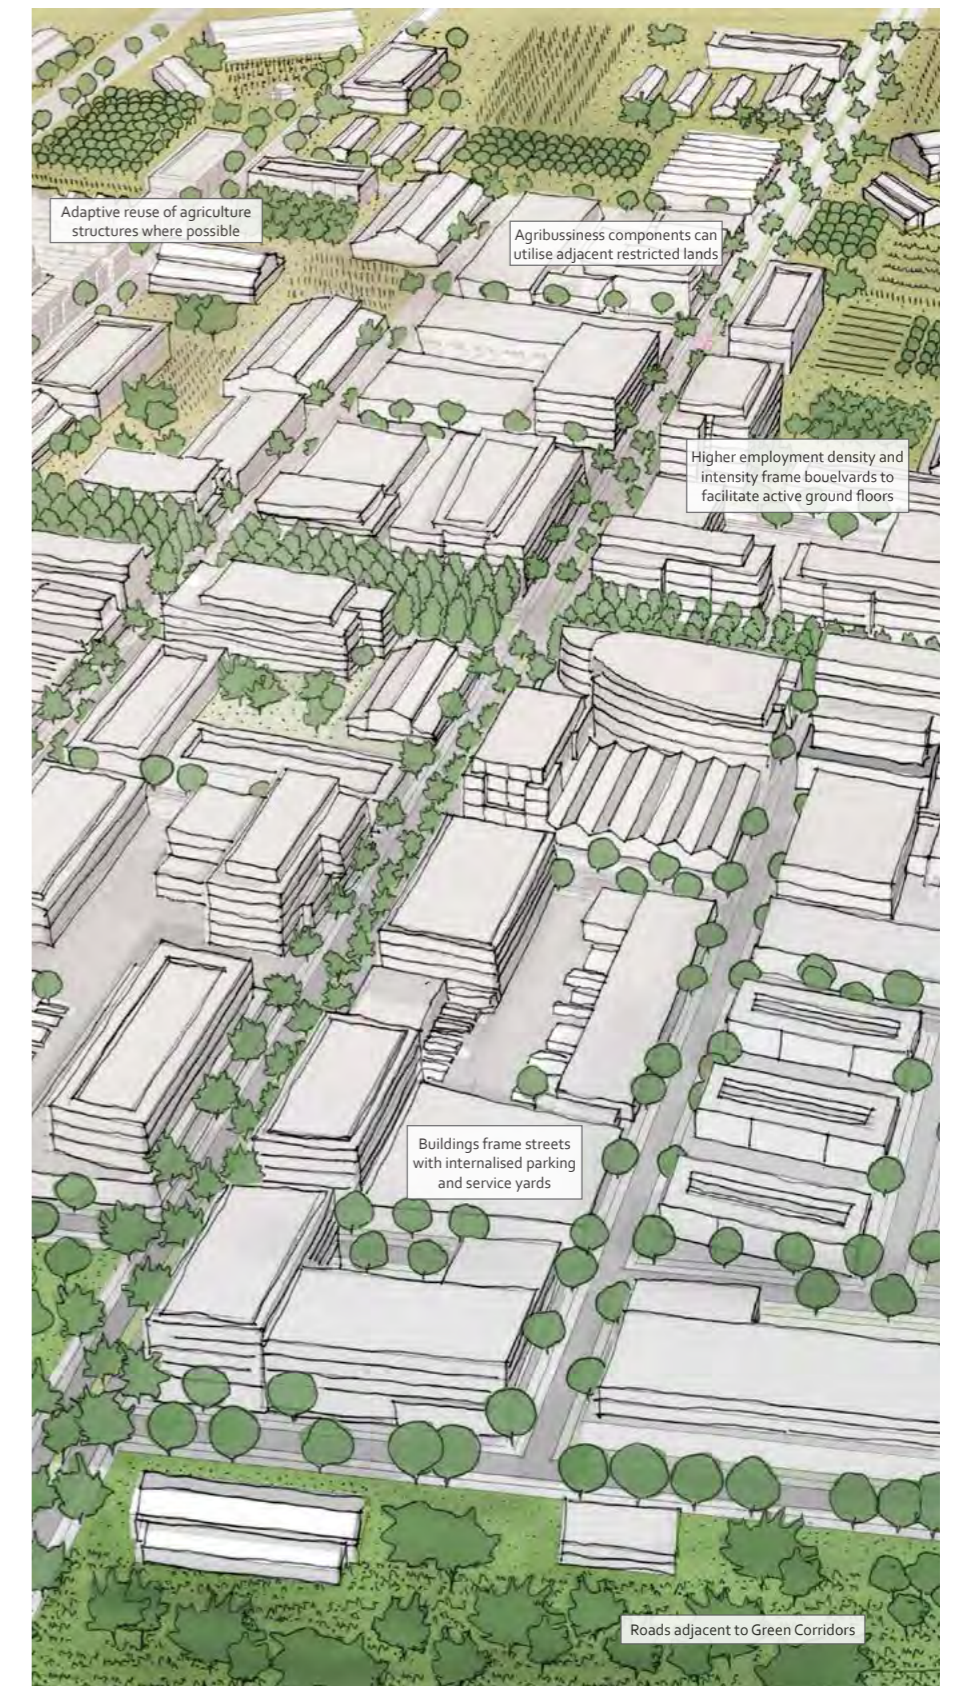 Adaptive reuse of agriculture
structures where possible
Agribussiness components can
utilise adjacent restricted lands
Higher employment density and
intensity frame bouelvards to
facilitate active ground floors
Buildings frame streets
with internalised parking
and service yards
Roads adjacent to Green Corridors